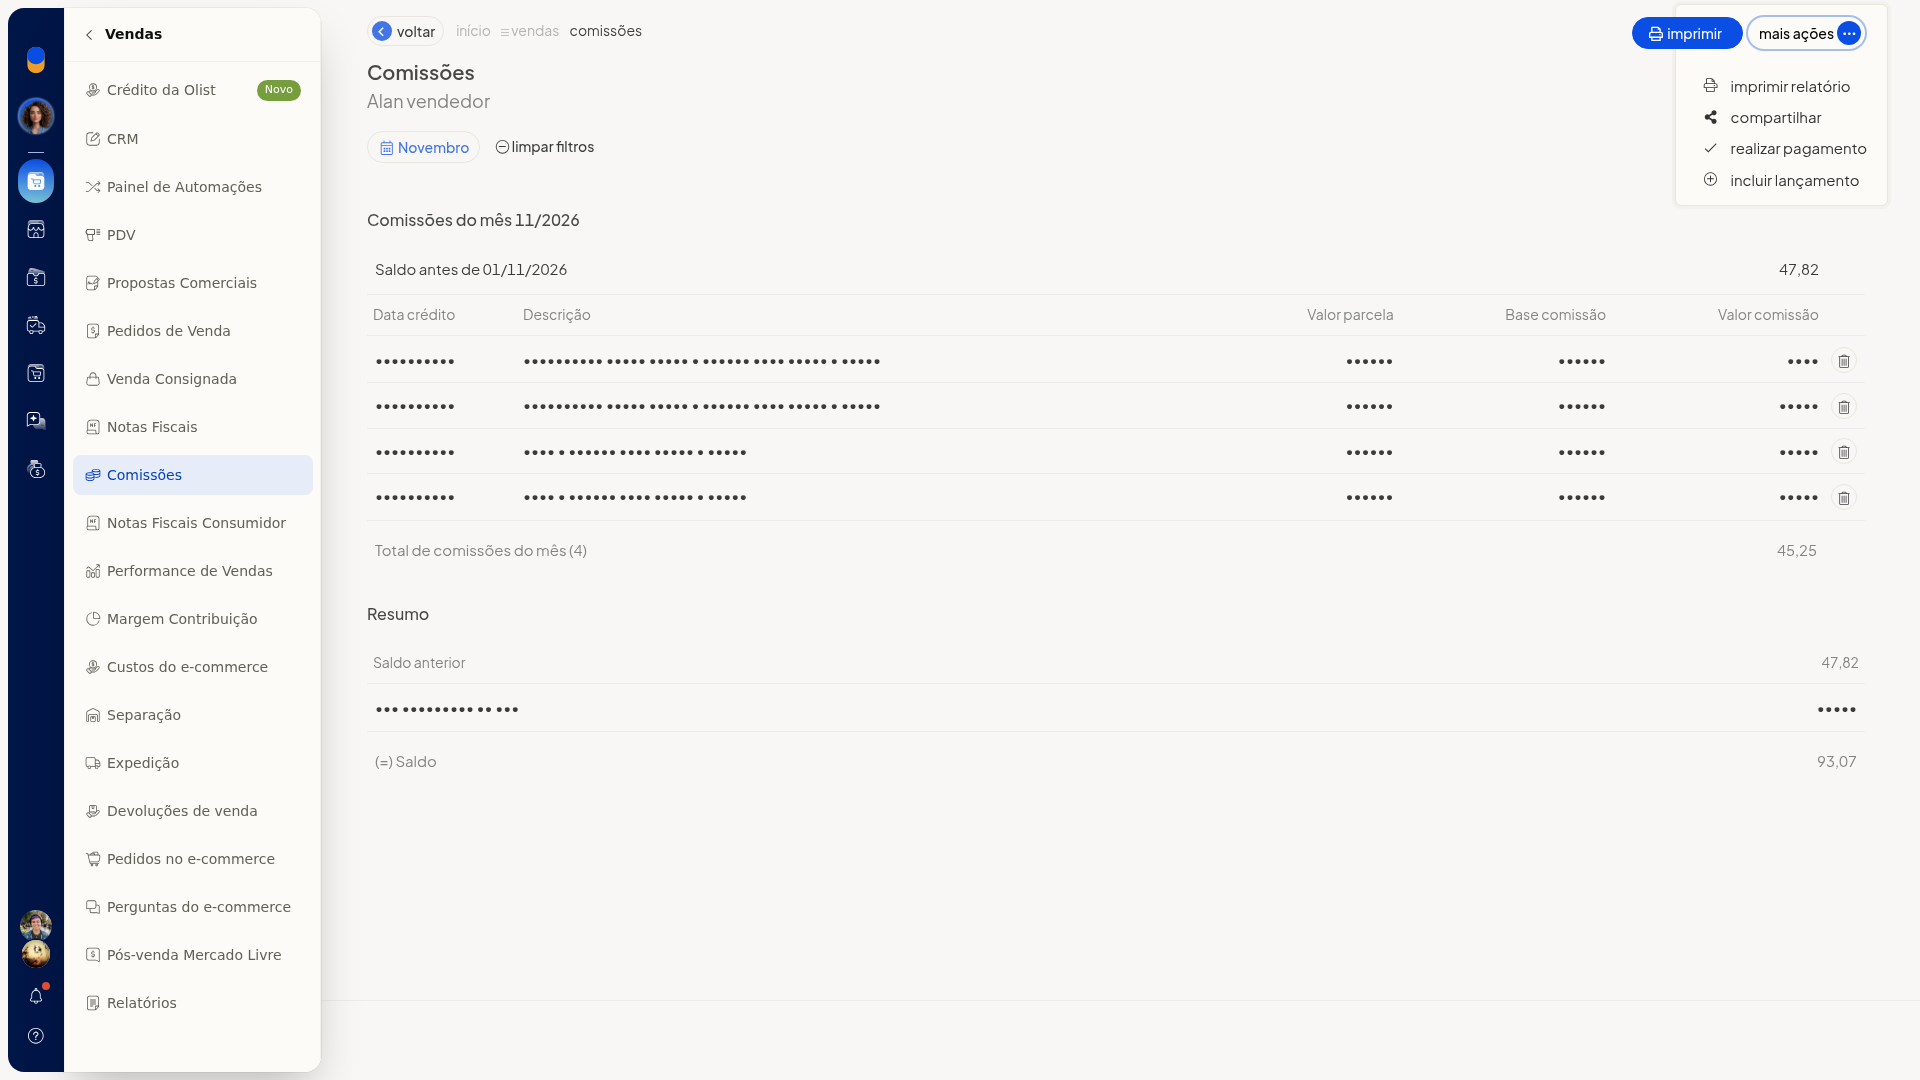 Vendas
Crédito da Olist Novo
CRM
Painel de Automações
PDV
Propostas Comerciais
Pedidos de Venda
Venda Consignada
Notas Fiscais
Comissões
Notas Fiscais Consumidor
Performance de Vendas
Margem Contribuição
Custos do e-commerce
Separação
Expedição
Devoluções de venda
Pedidos no e-commerce
Perguntas do e-commerce
Pós-venda Mercado Livre
Relatórios
voltar início vendas comissões
imprimir mais ações
imprimir relatório
compartilhar
realizar pagamento
incluir lançamento
Comissões
Alan vendedor
Novembro limpar filtros
Comissões do mês 11/2026
Saldo antes de 01/11/2026 47,82
Data crédito Descrição Valor parcela Base comissão Valor comissão
•••••••••• •••••••••• ••••• ••••• • •••••• •••• ••••• • ••••• •••••• •••••• ••••
•••••••••• •••••••••• ••••• ••••• • •••••• •••• ••••• • ••••• •••••• •••••• •••••
•••••••••• •••• • •••••• •••• ••••• • ••••• •••••• •••••• •••••
•••••••••• •••• • •••••• •••• ••••• • ••••• •••••• •••••• •••••
Total de comissões do mês (4) 45,25
Resumo
Saldo anterior 47,82
••• ••••••••• •• ••• •••••
(=) Saldo 93,07